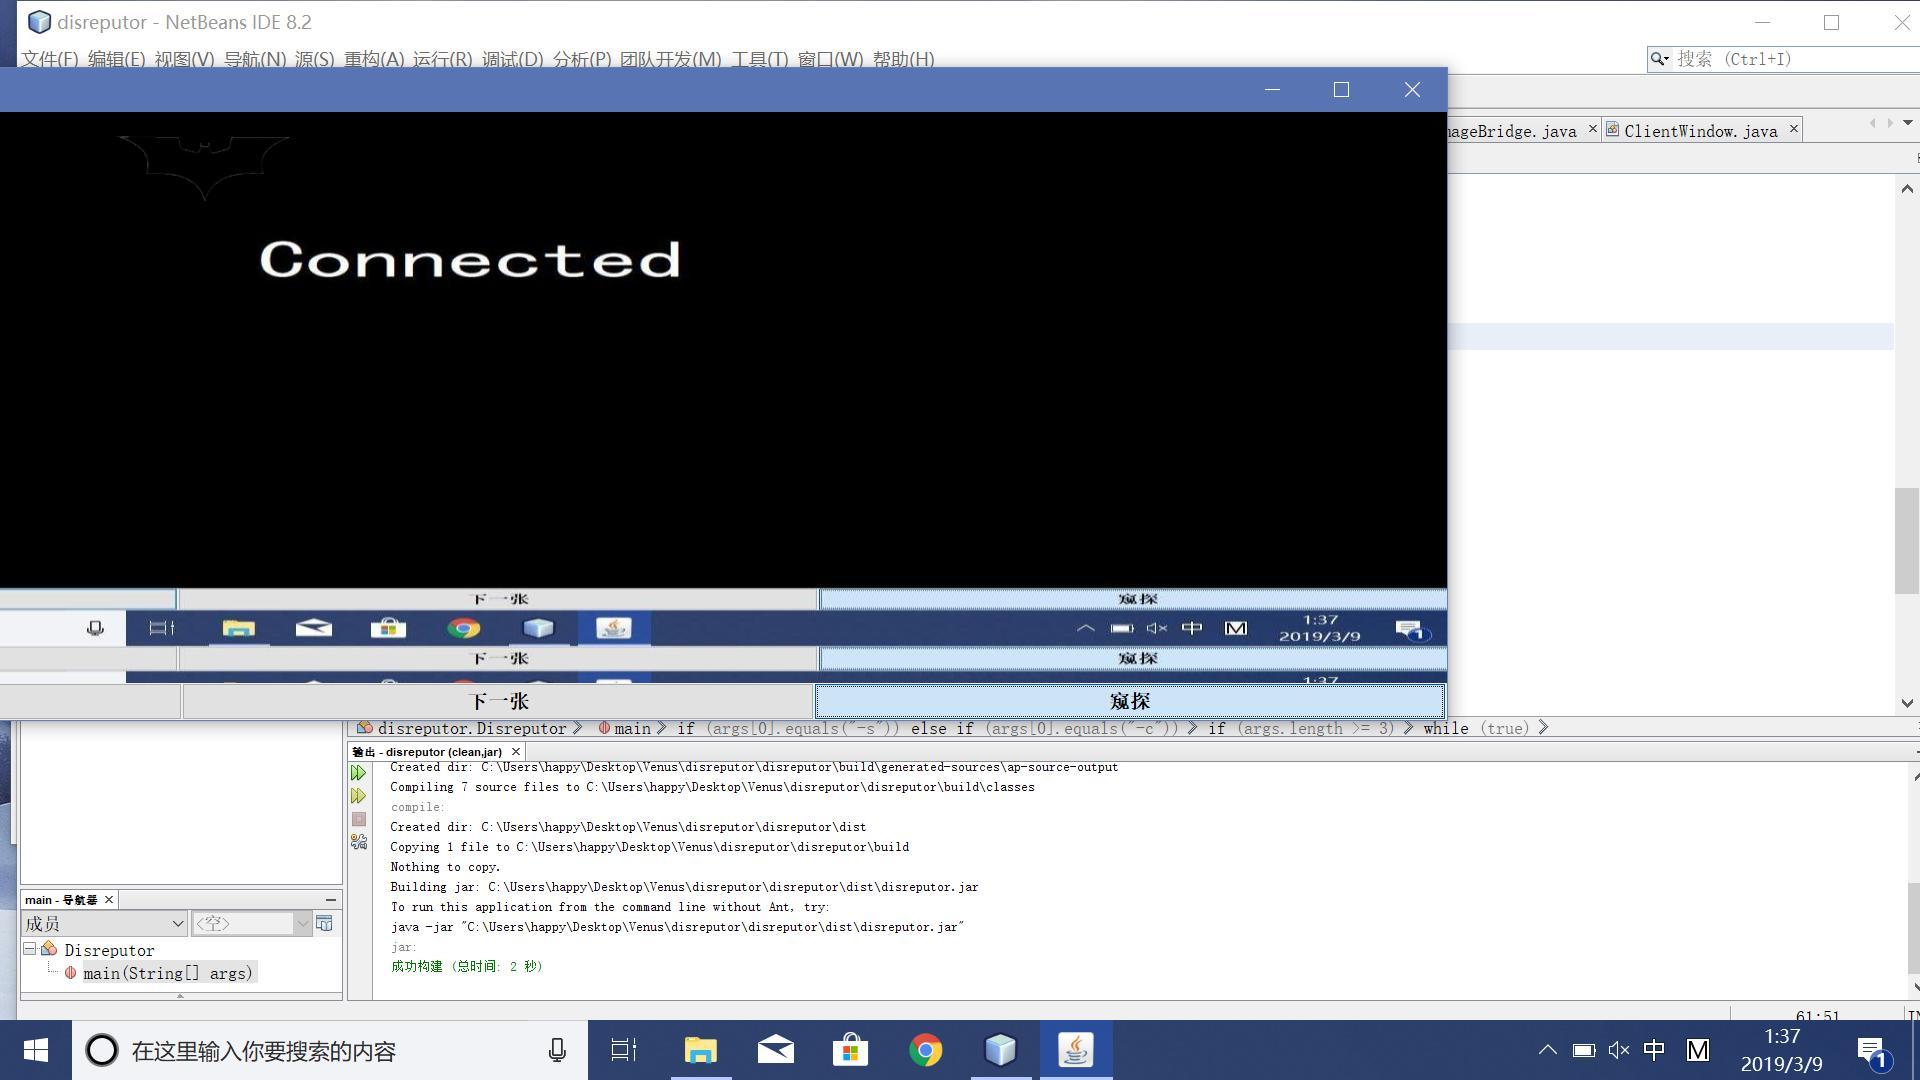 disreputor - NetBeans IDE 8.2
文件(F) 编辑(E) 视图(V) 导航(N) 源(S) 重构(A) 运行(R) 调试(D) 分析(P) 团队开发(M) 工具(T) 窗口(W) 帮助(H)
搜索 (Ctrl+I)
ageBridge.java ClientWindow.java
Connected
下一张 窥探
1:37
中 M
2019/3/9
1
下一张 窥探
1:37
下一张 窥探
disreputor.Disreputor main if (args[0].equals("-s")) else if (args[0].equals("-c")) if (args.length >= 3) while (true)
输出 - disreputor (clean,jar)
Created dir: C:\Users\happy\Desktop\Venus\disreputor\disreputor\build\generated-sources\ap-source-output
Compiling 7 source files to C:\Users\happy\Desktop\Venus\disreputor\disreputor\build\classes
compile:
Created dir: C:\Users\happy\Desktop\Venus\disreputor\disreputor\dist
Copying 1 file to C:\Users\happy\Desktop\Venus\disreputor\disreputor\build
Nothing to copy.
Building jar: C:\Users\happy\Desktop\Venus\disreputor\disreputor\dist\disreputor.jar
To run this application from the command line without Ant, try:
java -jar "C:\Users\happy\Desktop\Venus\disreputor\disreputor\dist\disreputor.jar"
jar:
成功构建 (总时间: 2 秒)
main - 导航器
成员 <空>
Disreputor
main(String[] args)
61:51
在这里输入你要搜索的内容
中 M
1:37
2019/3/9
1